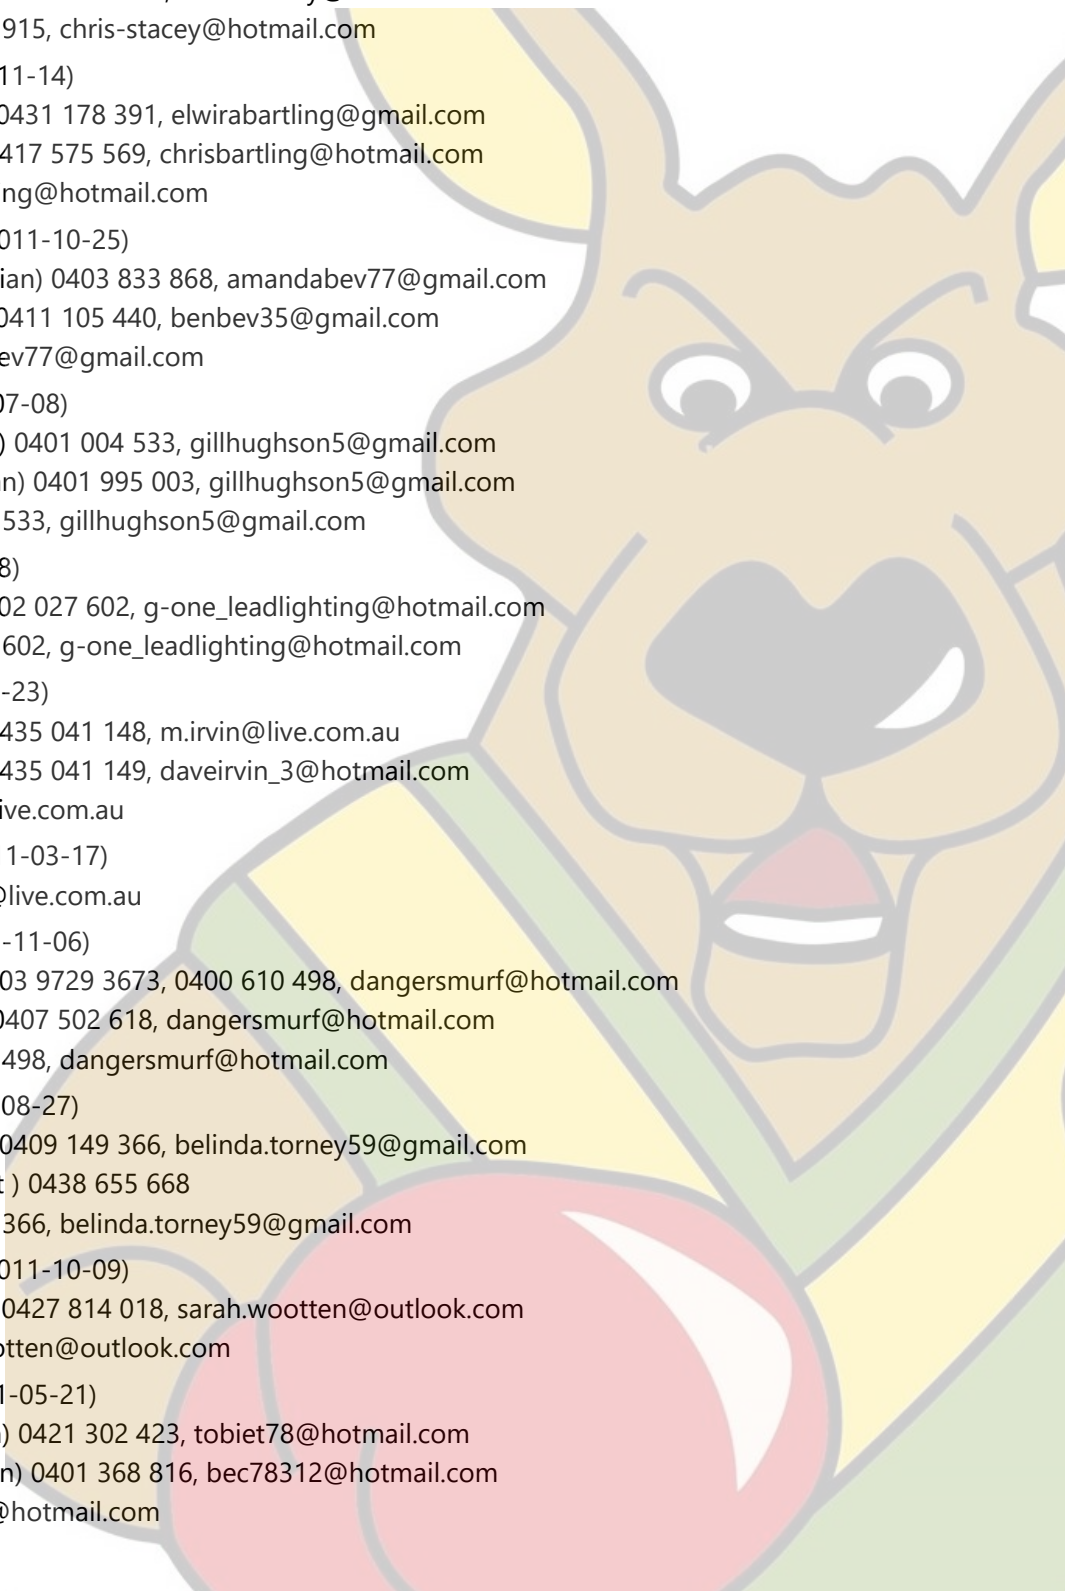 915, chris-stacey@hotmail.com
11-14)
0431 178 391, elwirabartling@gmail.com
417 575 569, chrisbartling@hotmail.com
ng@hotmail.com
011-10-25)
ian) 0403 833 868, amandabev77@gmail.com
0411 105 440, benbev35@gmail.com
ev77@gmail.com
07-08)
) 0401 004 533, gillhughson5@gmail.com
an) 0401 995 003, gillhughson5@gmail.com
533, gillhughson5@gmail.com
8)
02 027 602, g-one_leadlighting@hotmail.com
602, g-one_leadlighting@hotmail.com
-23)
435 041 148, m.irvin@live.com.au
435 041 149, daveirvin_3@hotmail.com
ive.com.au
1-03-17)
@live.com.au
-11-06)
03 9729 3673, 0400 610 498, dangersmurf@hotmail.com
0407 502 618, dangersmurf@hotmail.com
498, dangersmurf@hotmail.com
08-27)
0409 149 366, belinda.torney59@gmail.com
t ) 0438 655 668
366, belinda.torney59@gmail.com
011-10-09)
0427 814 018, sarah.wootten@outlook.com
otten@outlook.com
1-05-21)
) 0421 302 423, tobiet78@hotmail.com
n) 0401 368 816, bec78312@hotmail.com
@hotmail.com